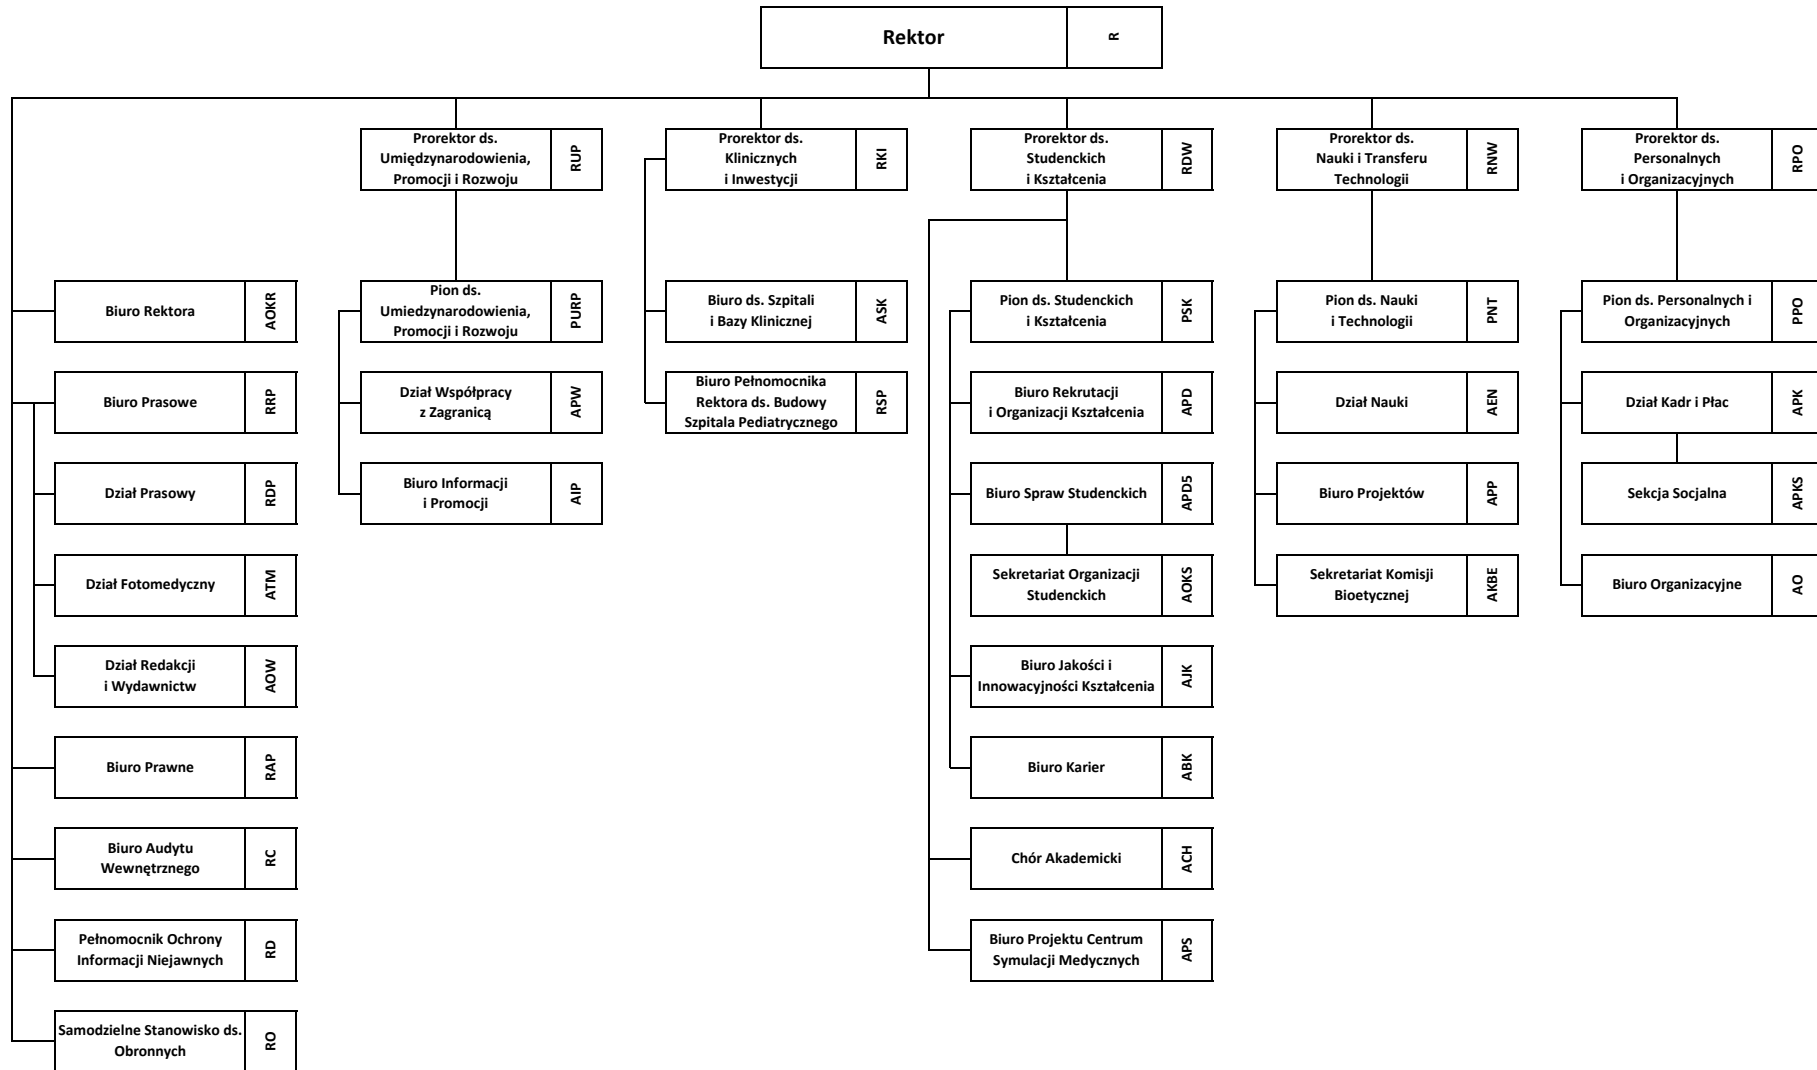 Rektor
R
Prorektor ds.
Umiędzynarodowienia,
Promocji i Rozwoju
RUP
Prorektor ds.
Klinicznych
i Inwestycji
RKI
Prorektor ds.
Studenckich
i Kształcenia
RDW
Prorektor ds.
Nauki i Transferu
Technologii
RNW
Prorektor ds.
Personalnych
i Organizacyjnych
RPO
Biuro Rektora
AOKR
Pion ds.
Umiedzynarodowienia,
Promocji i Rozwoju
PURP
Biuro ds. Szpitali
i Bazy Klinicznej
ASK
Pion ds. Studenckich
i Kształcenia
PSK
Pion ds. Nauki
i Technologii
PNT
Pion ds. Personalnych i
Organizacyjnych
PPO
Biuro Prasowe
RRP
Dział Współpracy
z Zagranicą
APW
Biuro Pełnomocnika
Rektora ds. Budowy
Szpitala Pediatrycznego
RSP
Biuro Rekrutacji
i Organizacji Kształcenia
APD
Dział Nauki
AEN
Dział Kadr i Płac
APK
Dział Prasowy
RDP
Biuro Informacji
i Promocji
AIP
Biuro Spraw Studenckich
APD5
Biuro Projektów
APP
Sekcja Socjalna
APKS
Dział Fotomedyczny
ATM
Sekretariat Organizacji
Studenckich
AOKS
Sekretariat Komisji
Bioetycznej
AKBE
Biuro Organizacyjne
AO
Dział Redakcji
i Wydawnictw
AOW
Biuro Jakości i
Innowacyjności Kształcenia
AJK
Biuro Prawne
RAP
Biuro Karier
ABK
Biuro Audytu
Wewnętrznego
RC
Chór Akademicki
ACH
Pełnomocnik Ochrony
Informacji Niejawnych
RD
Biuro Projektu Centrum
Symulacji Medycznych
APS
Samodzielne Stanowisko ds.
Obronnych
RO